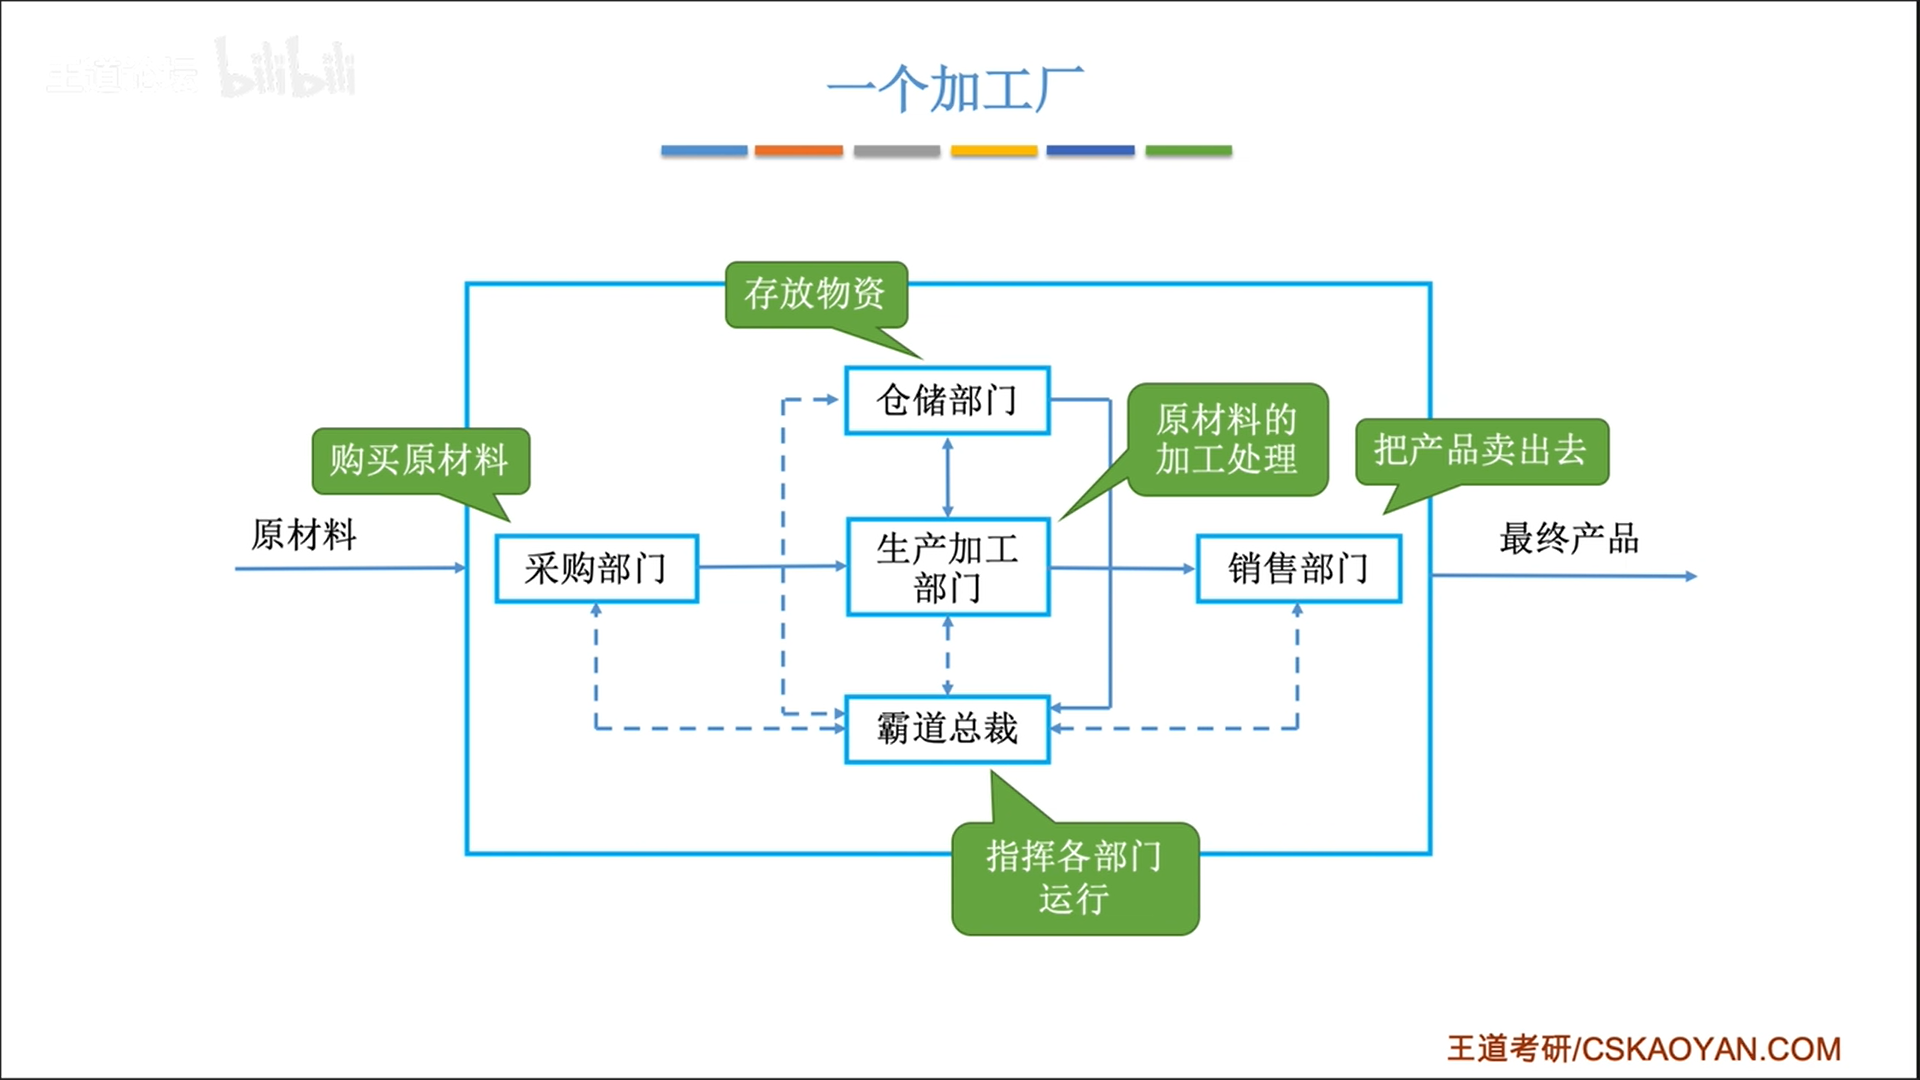 王道论坛 bilibili
一个加工厂
存放物资
仓储部门
原材料的
加工处理
把产品卖出去
购买原材料
原材料
最终产品
采购部门
生产加工
部门
销售部门
霸道总裁
指挥各部门
运行
王道考研/CSKAOYAN.COM